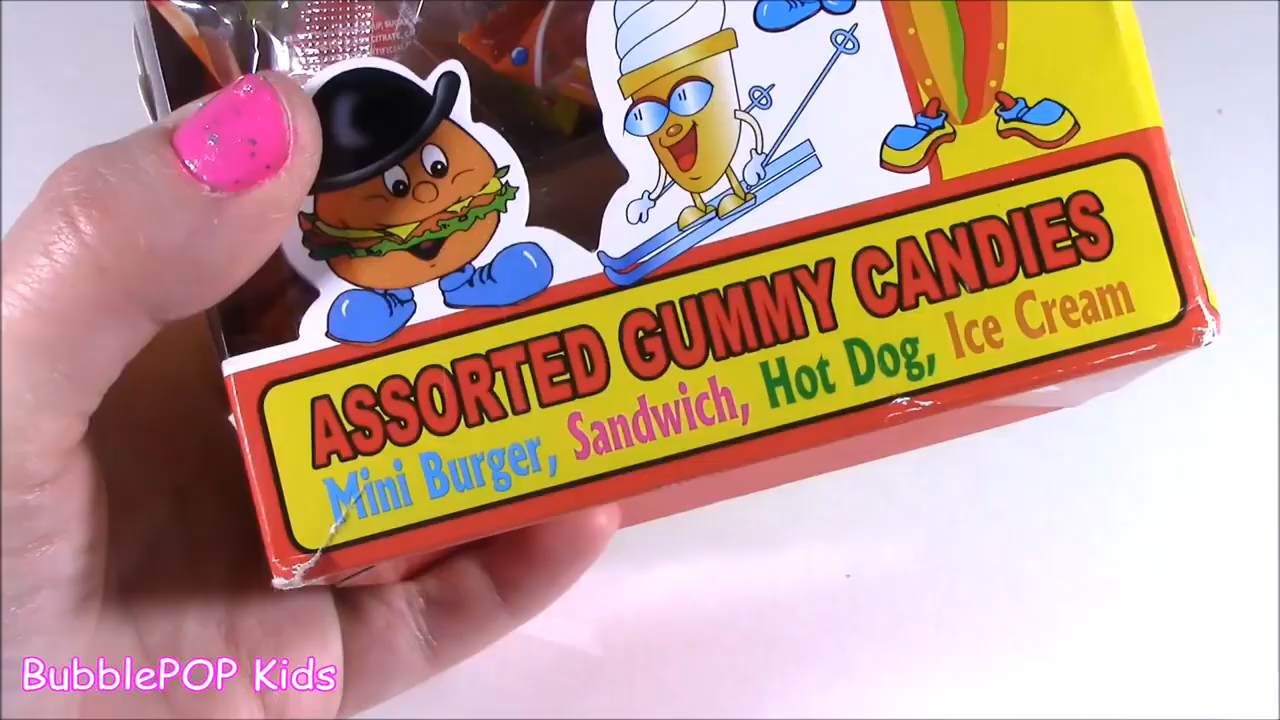 ASSORTED GUMMY CANDIES
Mini Burger, Sandwich, Hot Dog, Ice Cream
BubblePOP Kids